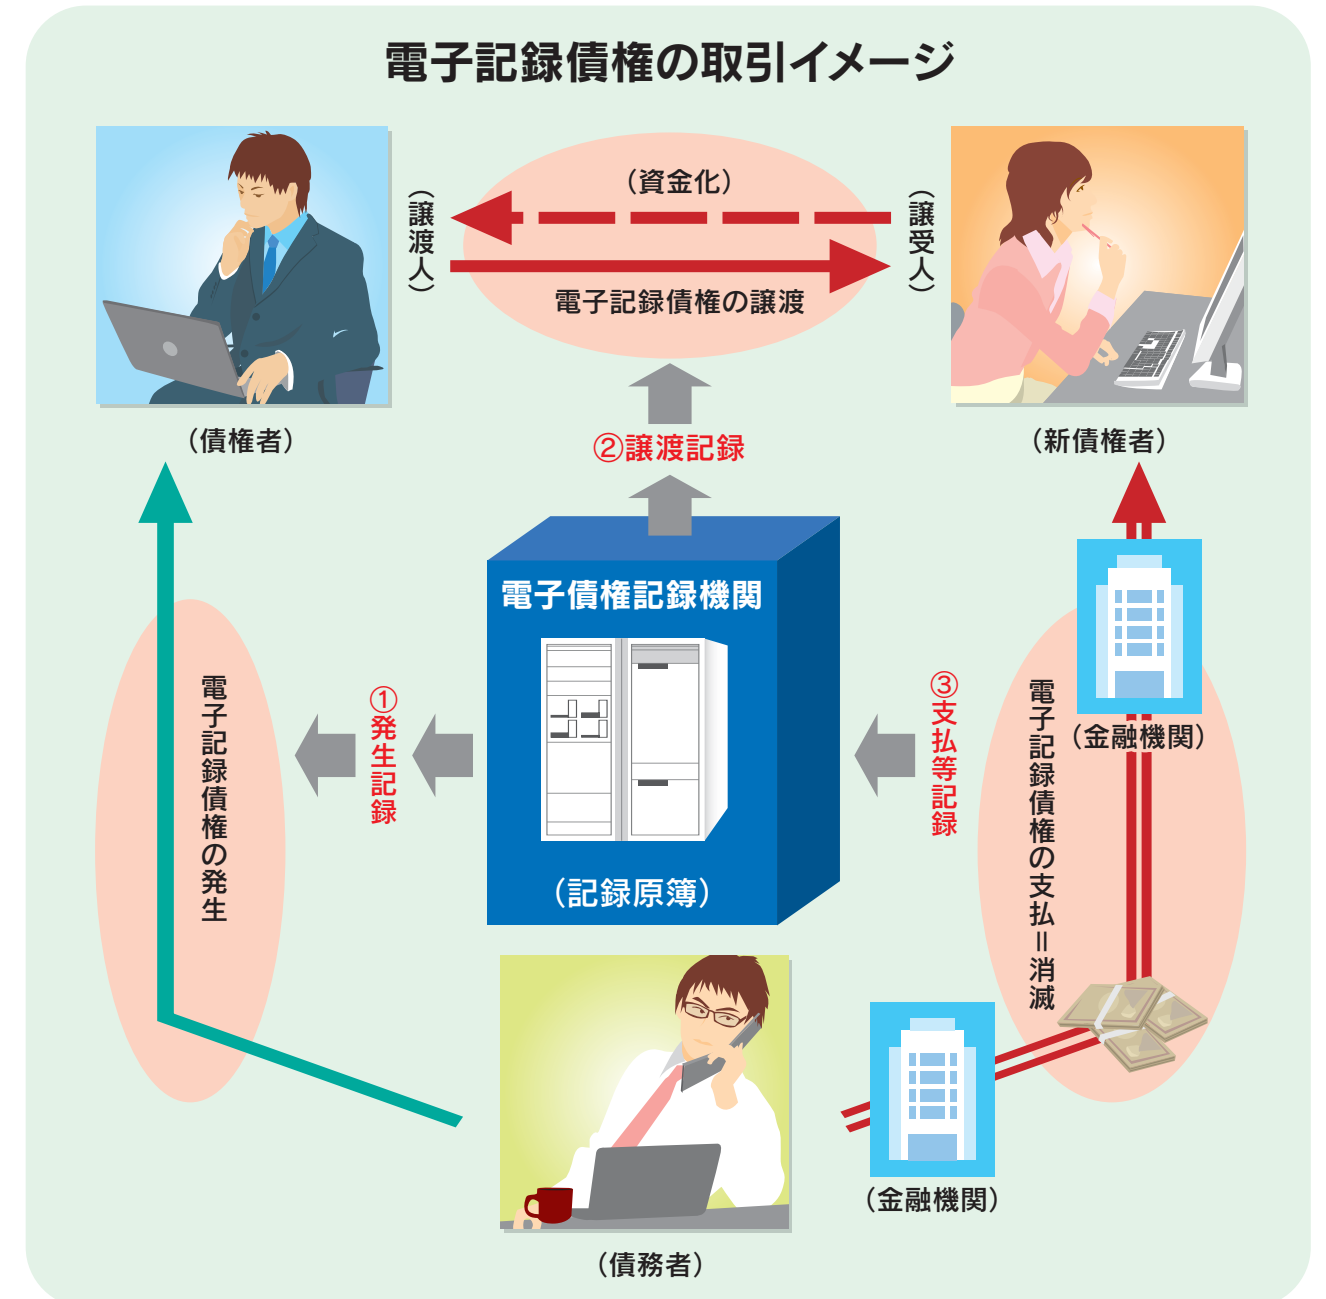 電子記録債権の取引イメージ
（資金化）
（譲渡人）
（譲受人）
電子記録債権の譲渡
（債権者）
（新債権者）
②譲渡記録
電子債権記録機関
電子記録債権の発生
①発生記録
③支払等記録
電子記録債権の支払＝消滅
（金融機関）
（記録原簿）
（金融機関）
（債務者）